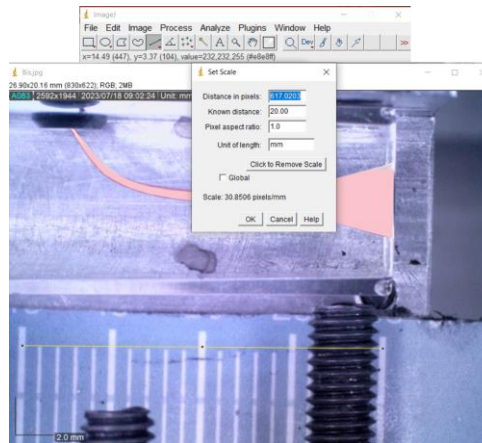 ImageJ
File Edit Image Process Analyze Plugins Window Help
A Dev
x=14.49 (447), y=3.37 (104), value=232,232,255 (#e8e8ff)
Bis.jpg
26.90x20.16 mm (830x622); RGB; 2MB
A083 2592x1944 2023/07/18 09:02:24 Unit: mm
Set Scale
Distance in pixels: 617.0203
Known distance: 20.00
Pixel aspect ratio: 1.0
Unit of length: mm
Click to Remove Scale
Global
Scale: 30.8506 pixels/mm
OK Cancel Help
2.0 mm